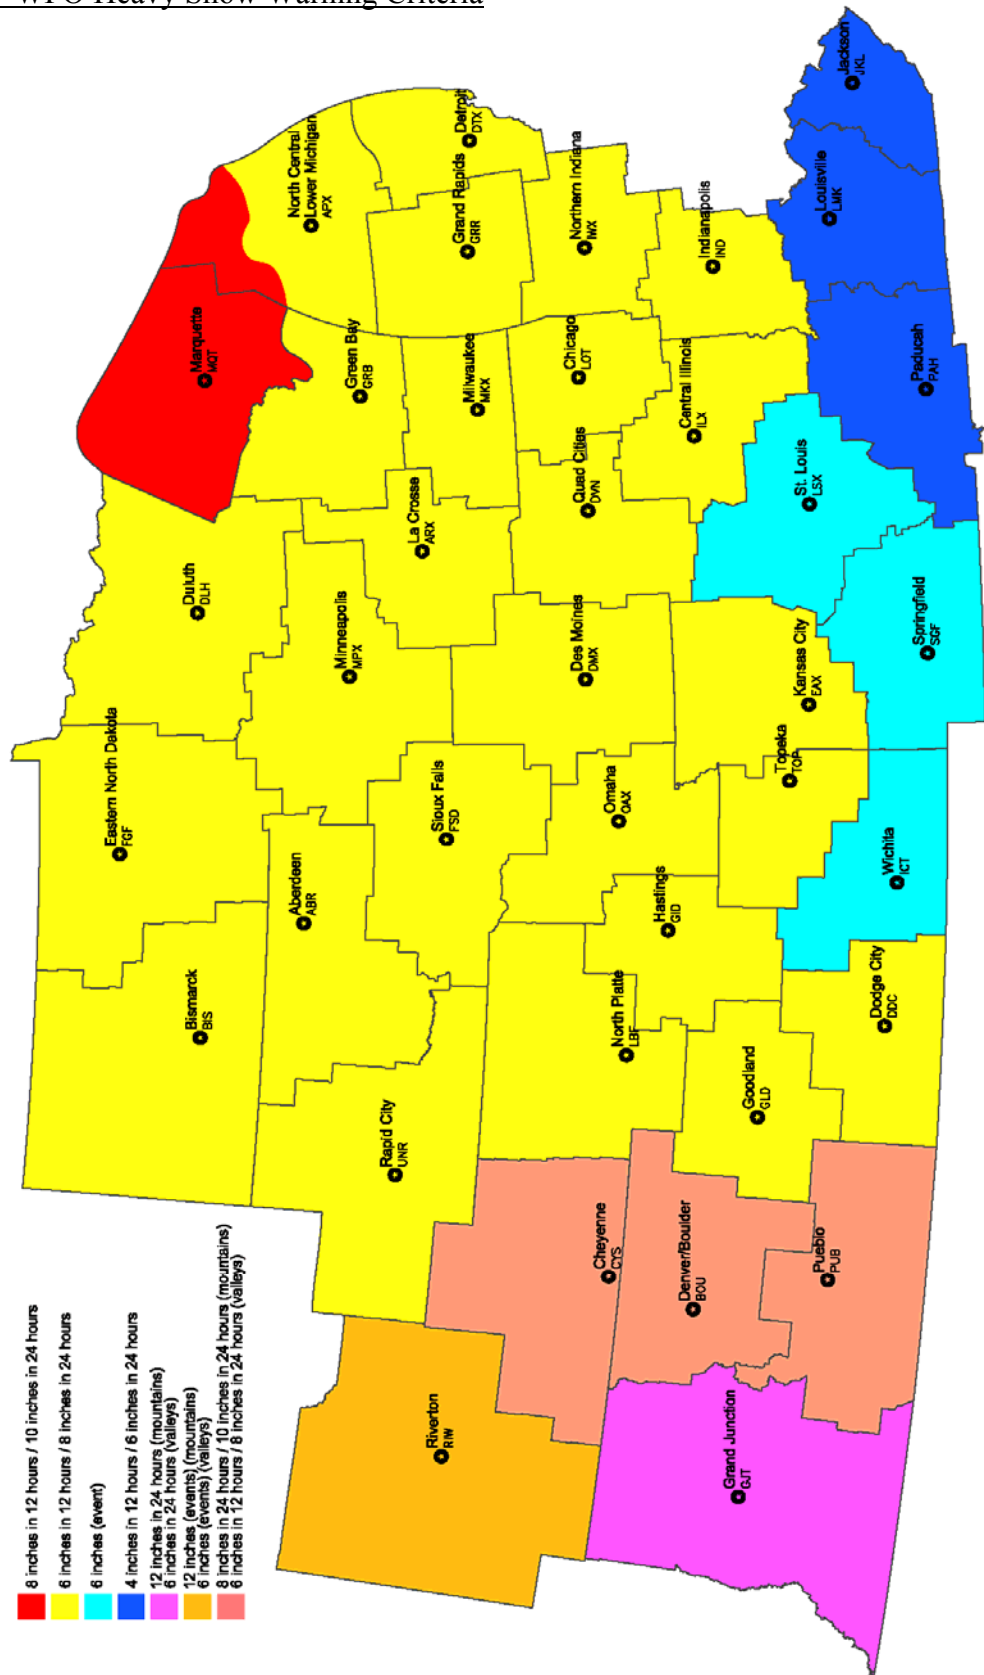 WFO Heavy Snow Warning Criteria
8 inches in 12 hours / 10 inches in 24 hours
6 inches in 12 hours / 8 inches in 24 hours
6 inches (event)
4 inches in 12 hours / 6 inches in 24 hours
12 inches in 24 hours (mountains)
6 inches in 24 hours (valleys)
12 inches (events) (mountains)
6 inches (events) (valleys)
8 inches in 24 hours / 10 inches in 24 hours (mountains)
6 inches in 12 hours / 8 inches in 24 hours (valleys)
Riverton
RIW
Grand Junction
GJT
Cheyenne
CYS
Denver/Boulder
BOU
Pueblo
PUB
Rapid City
UNR
Bismarck
BIS
Eastern North Dakota
FGF
Aberdeen
ABR
Sioux Falls
FSD
North Platte
LBF
Hastings
GID
Goodland
GLD
Dodge City
DDC
Omaha
OAX
Topeka
TOP
Wichita
ICT
Duluth
DLH
Minneapolis
MPX
La Crosse
ARX
Des Moines
DMX
Kansas City
EAX
Springfield
SGF
Quad Cities
DVN
St. Louis
LSX
Marquette
MQT
Green Bay
GRB
Milwaukee
MKX
Chicago
LOT
Central Illinois
ILX
Paducah
PAH
North Central
Lower Michigan
APX
Grand Rapids
GRR
Detroit
DTX
Northern Indiana
IWX
Indianapolis
IND
Louisville
LMK
Jackson
JKL